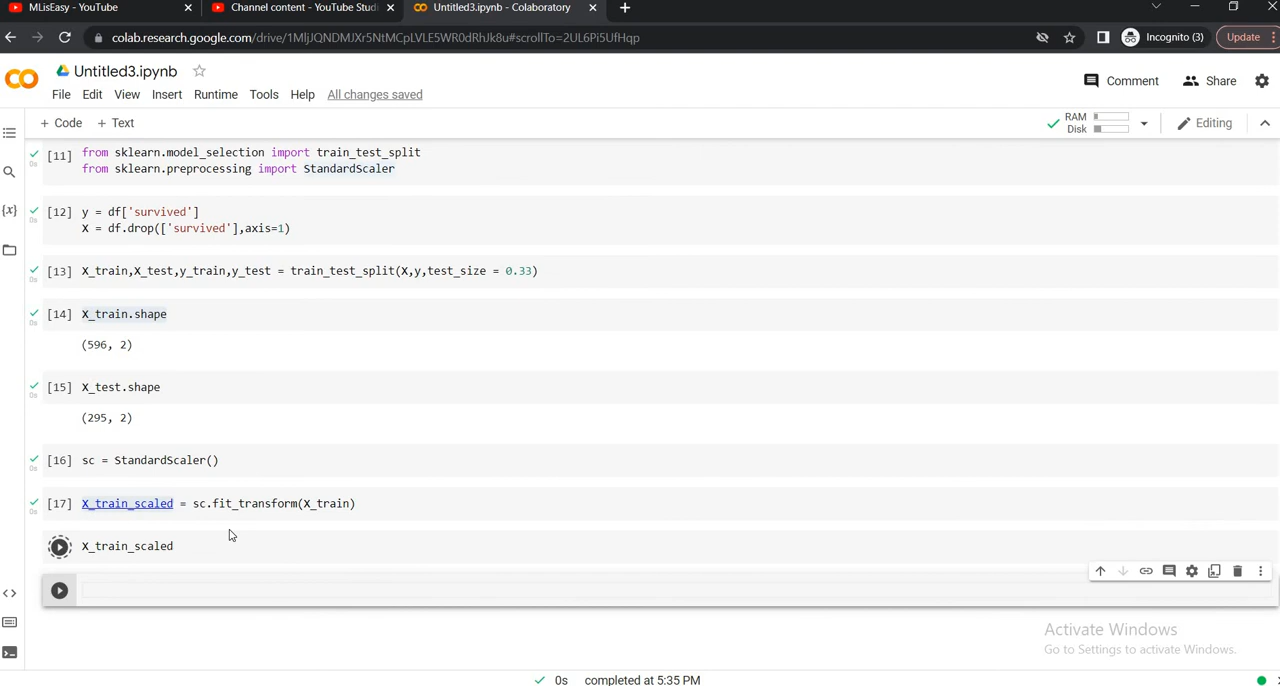 MLisEasy - YouTube
Channel content - YouTube Studi
Untitled3.ipynb - Colaboratory
colab.research.google.com/drive/1MljJQNDMJXr5NtMCpLVLE5WR0dRhJk8u#scrollTo=2UL6Pi5UfHqp
Incognito (3)
Update
CO
Untitled3.ipynb
Comment
Share
File Edit View Insert Runtime Tools Help All changes saved
+ Code + Text
RAM
Disk
Editing
[11] from sklearn.model_selection import train_test_split
from sklearn.preprocessing import StandardScaler
{x}
[12] y = df['survived']
X = df.drop(['survived'],axis=1)
[13] X_train,X_test,y_train,y_test = train_test_split(X,y,test_size = 0.33)
[14] X_train.shape
(596, 2)
[15] X_test.shape
(295, 2)
[16] sc = StandardScaler()
[17] X_train_scaled = sc.fit_transform(X_train)
X_train_scaled
Activate Windows
Go to Settings to activate Windows.
0s completed at 5:35 PM